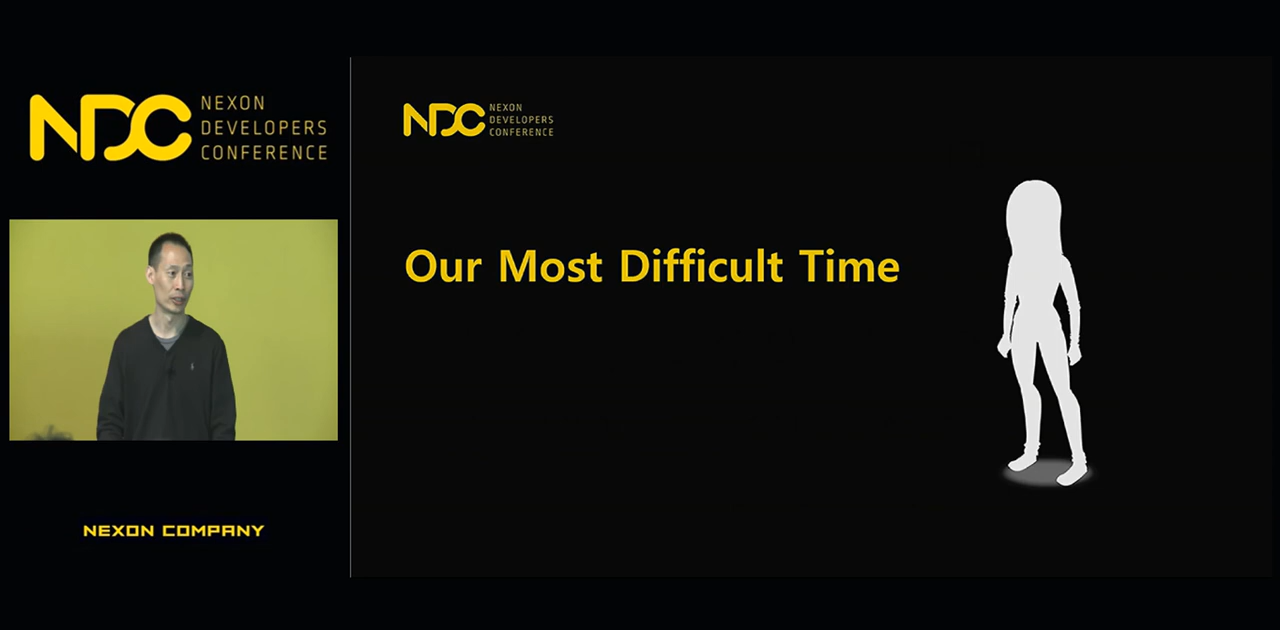 NDC
NEXON
DEVELOPERS
CONFERENCE
NEXON COMPANY
NDC
NEXON
DEVELOPERS
CONFERENCE
Our Most Difficult Time